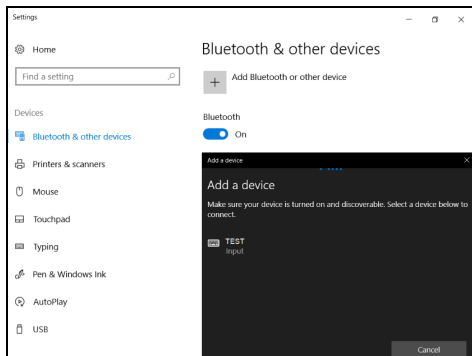 Settings
Home
Find a setting
Devices
Bluetooth & other devices
Printers & scanners
Mouse
Touchpad
Typing
Pen & Windows Ink
AutoPlay
USB
Bluetooth & other devices
Add Bluetooth or other device
Bluetooth
On
Add a device
Add a device
Make sure your device is turned on and discoverable. Select a device below to
connect.
TEST
Input
Cancel